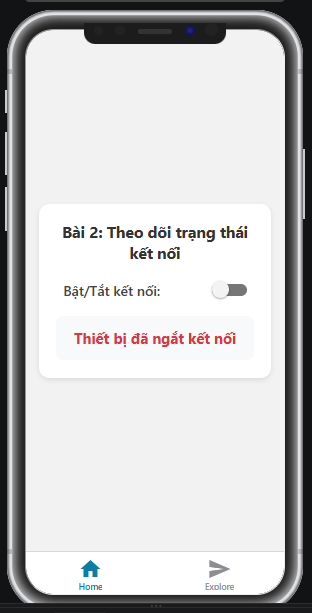 Bài 2: Theo dõi trạng thái
kết nối
Bật/Tắt kết nối:
Thiết bị đã ngắt kết nối
Home
Explore